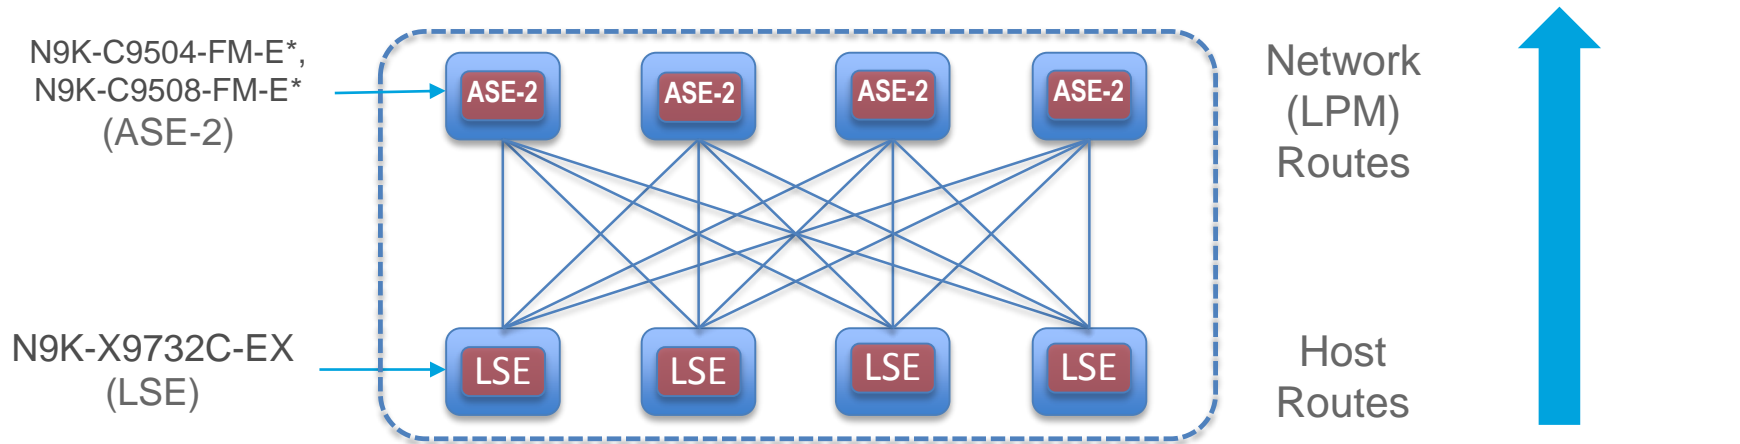 N9K-C9504-FM-E*,
N9K-C9508-FM-E*
(ASE-2)
ASE-2
ASE-2
ASE-2
ASE-2
Network
(LPM)
Routes
N9K-X9732C-EX
(LSE)
LSE
LSE
LSE
LSE
Host
Routes